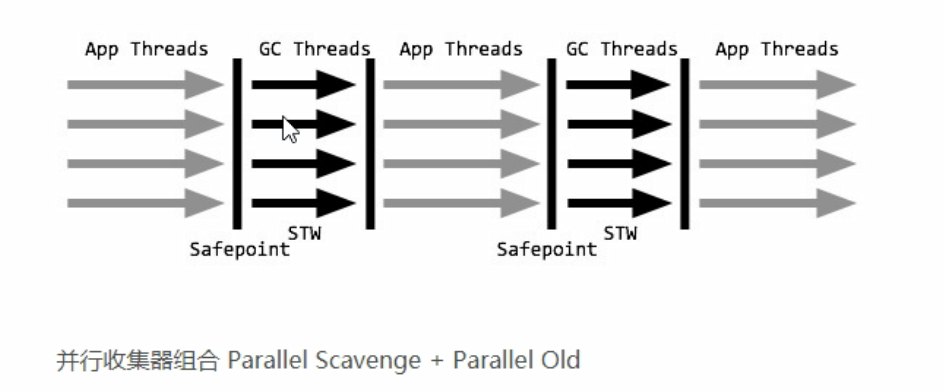 App Threads GC Threads App Threads GC Threads App Threads
STW STW
Safepoint Safepoint
并行收集器组合 Parallel Scavenge + Parallel Old